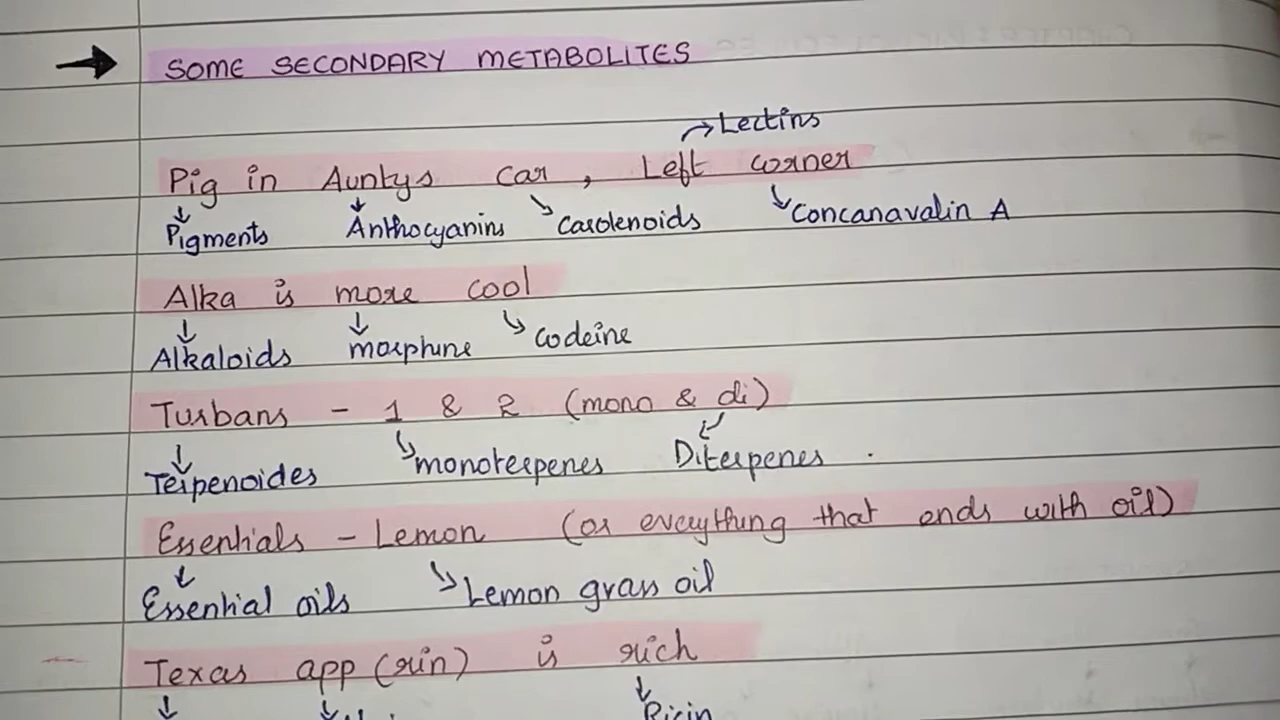 → SOME SECONDARY METABOLITES
→ Lectins
Pig in Auntys car, Left corner
↓ Pigments ↓ Anthocyanins ↘ Carotenoids ↘ Concanavalin A
Alka is more cool
↓ Alkaloids ↓ morphine ↘ codeine
Turbans - 1 & 2 (mono & di)
↓ Terpenoides ↘ monoterpenes ↙ Diterpenes .
Essentials - Lemon (or everything that ends with oil)
↓ Essential oils ↘ Lemon grass oil
Texas app (rin) is rich
↓ ↓ ↓ Ricin